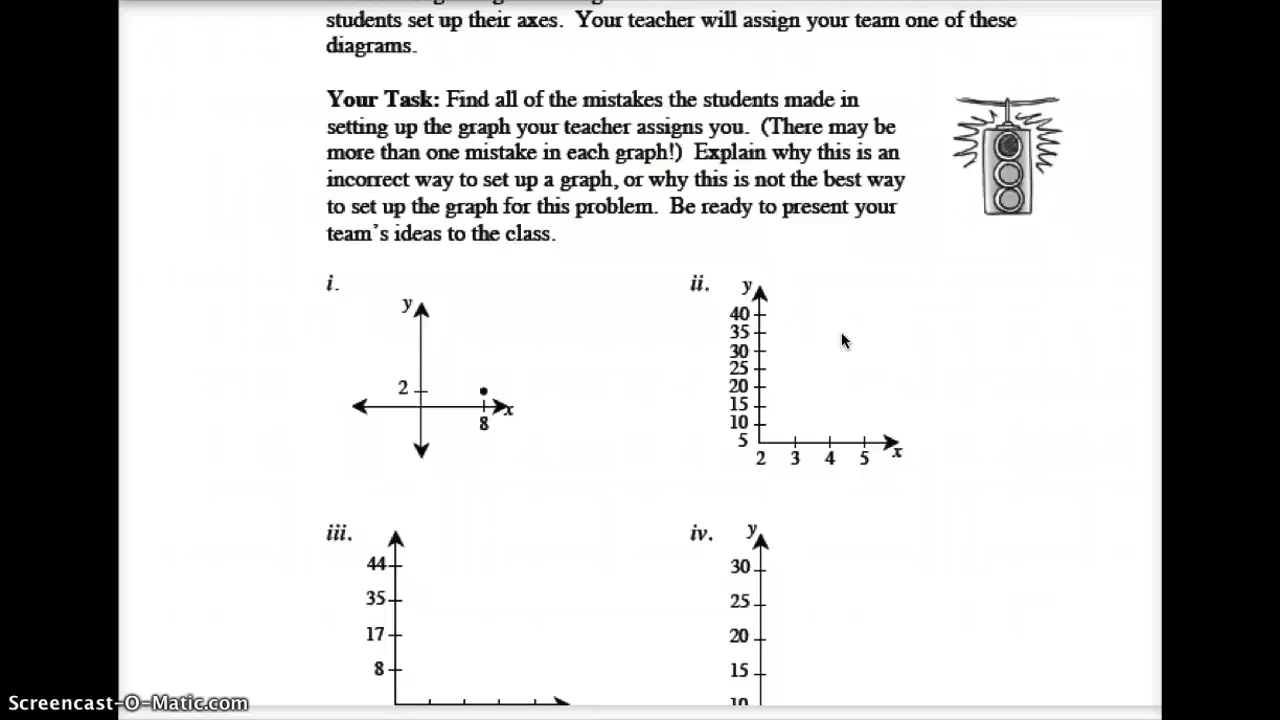 students set up their axes. Your teacher will assign your team one of these
diagrams.
Your Task: Find all of the mistakes the students made in
setting up the graph your teacher assigns you. (There may be
more than one mistake in each graph!) Explain why this is an
incorrect way to set up a graph, or why this is not the best way
to set up the graph for this problem. Be ready to present your
team's ideas to the class.
i.
y
2
8
x
ii.
y
40
35
30
25
20
15
10
5
2 3 4 5 x
iii.
44
35
17
8
iv.
y
30
25
20
15
10
Screencast-O-Matic.com